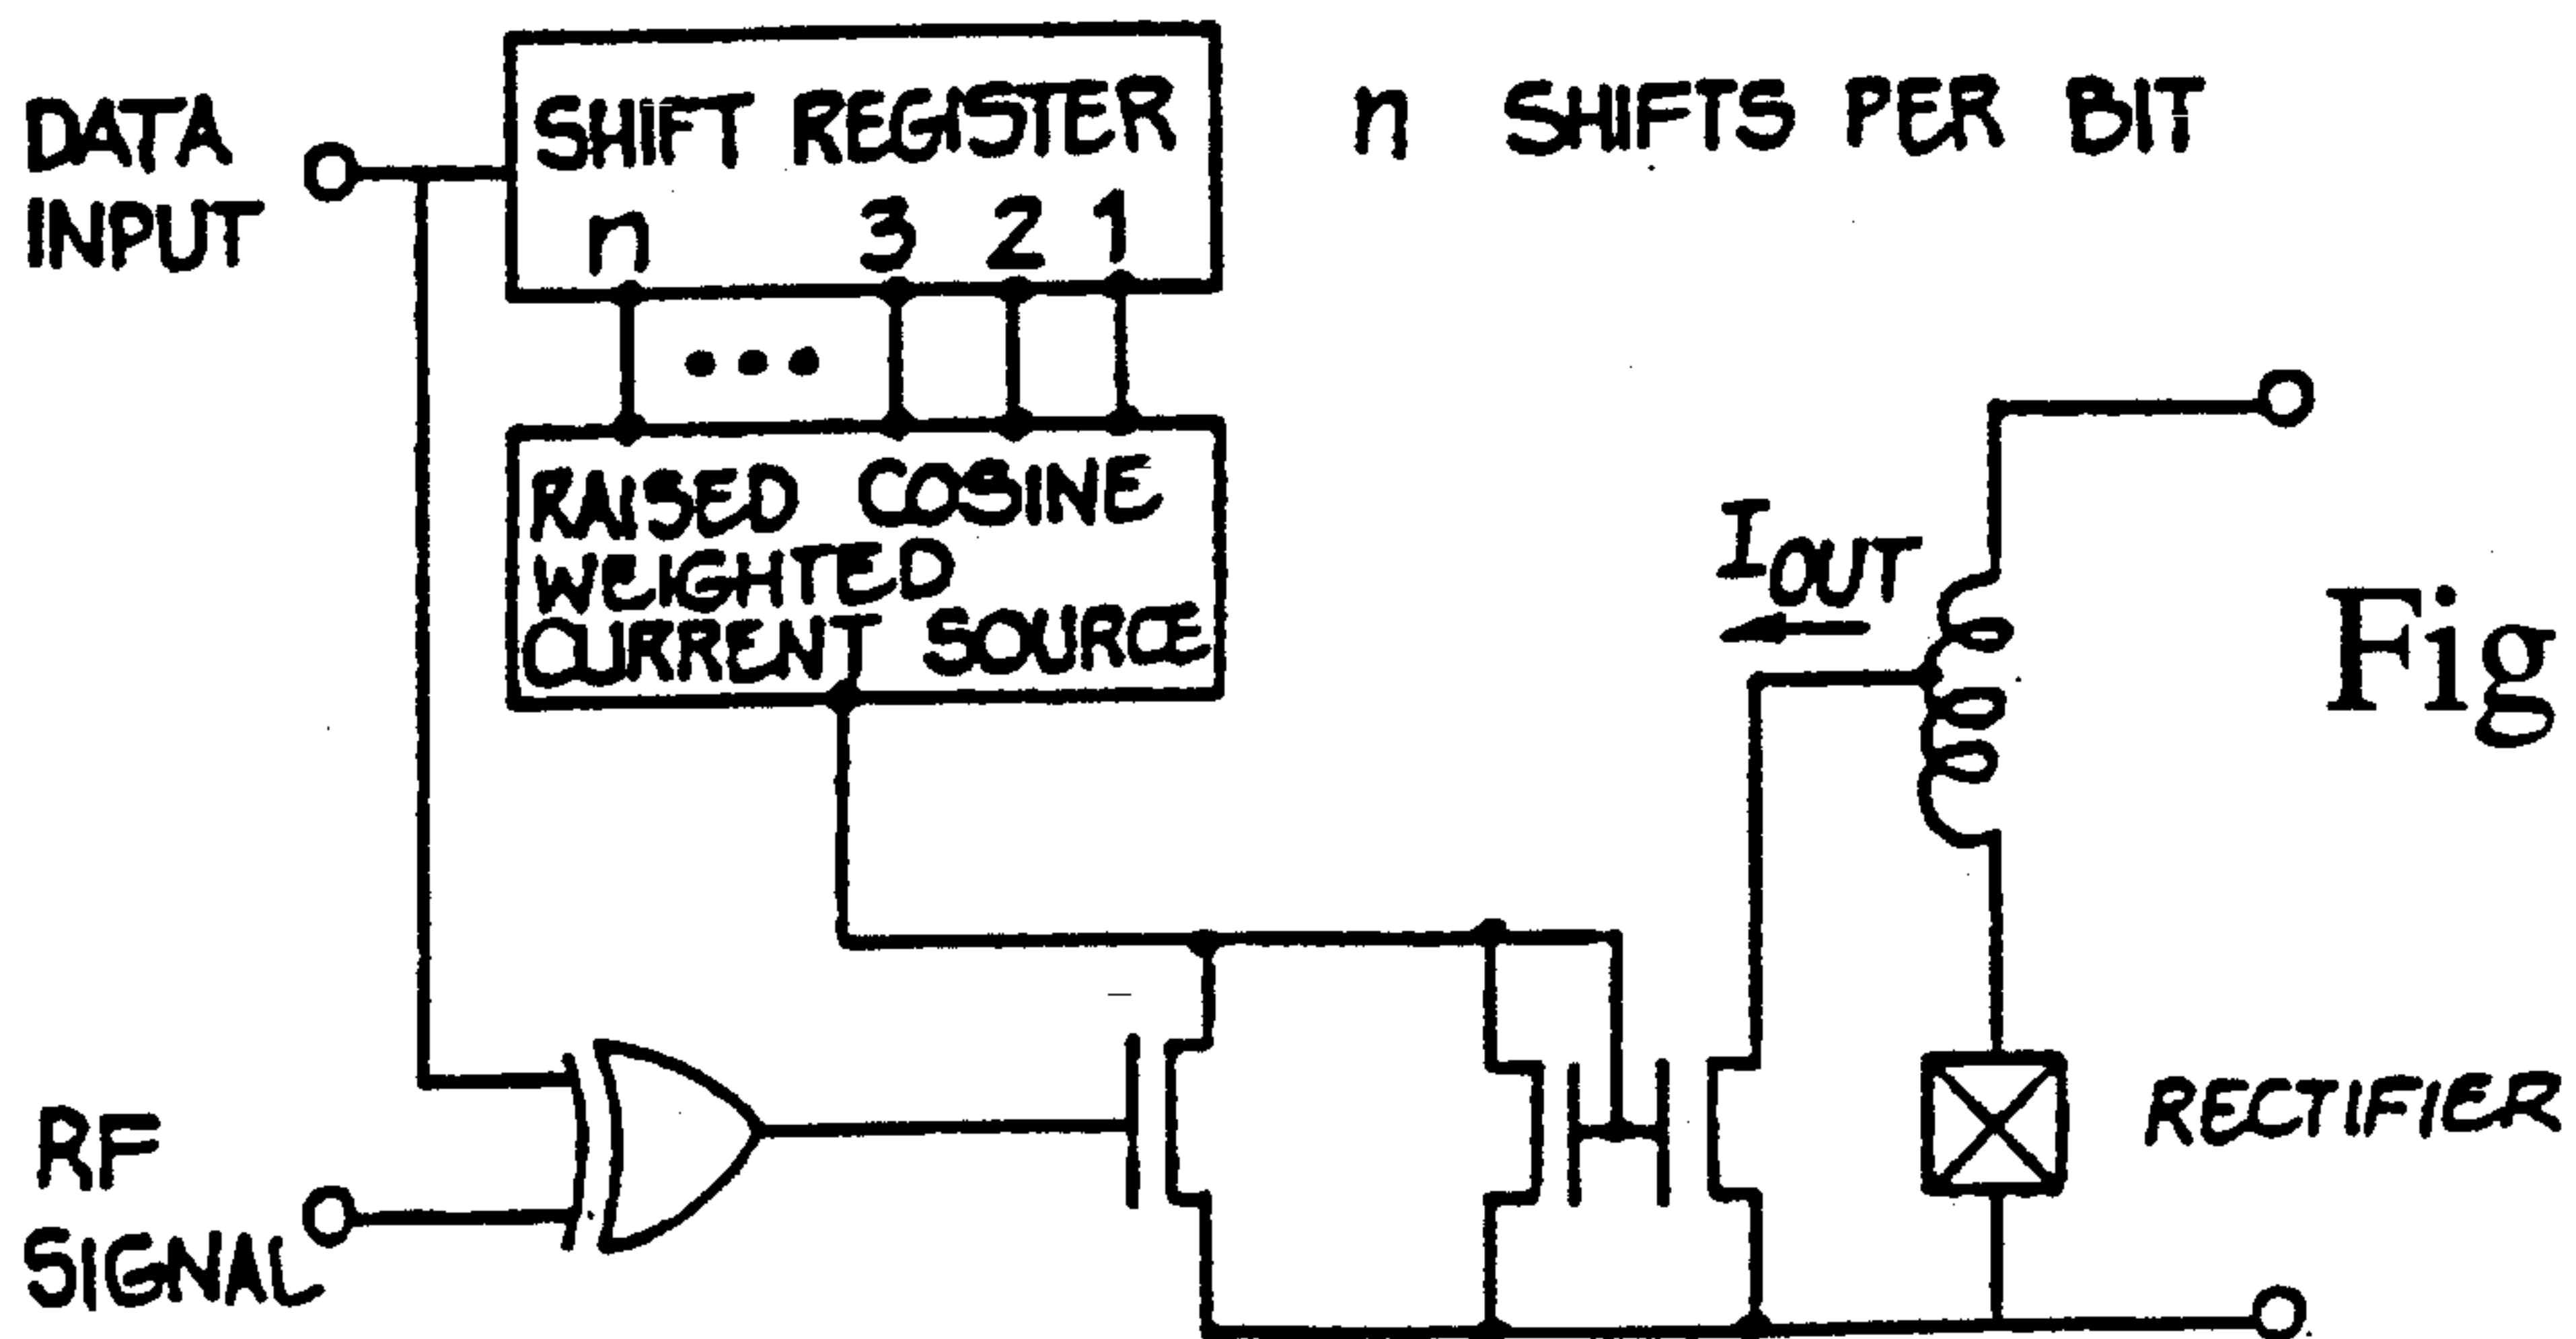 DATA
INPUT
SHIFT REGISTER
n 3 2 1
n SHIFTS PER BIT
RAISED COSINE
WEIGHTED
CURRENT SOURCE
IOUT
Fig
RF
SIGNAL
RECTIFIER